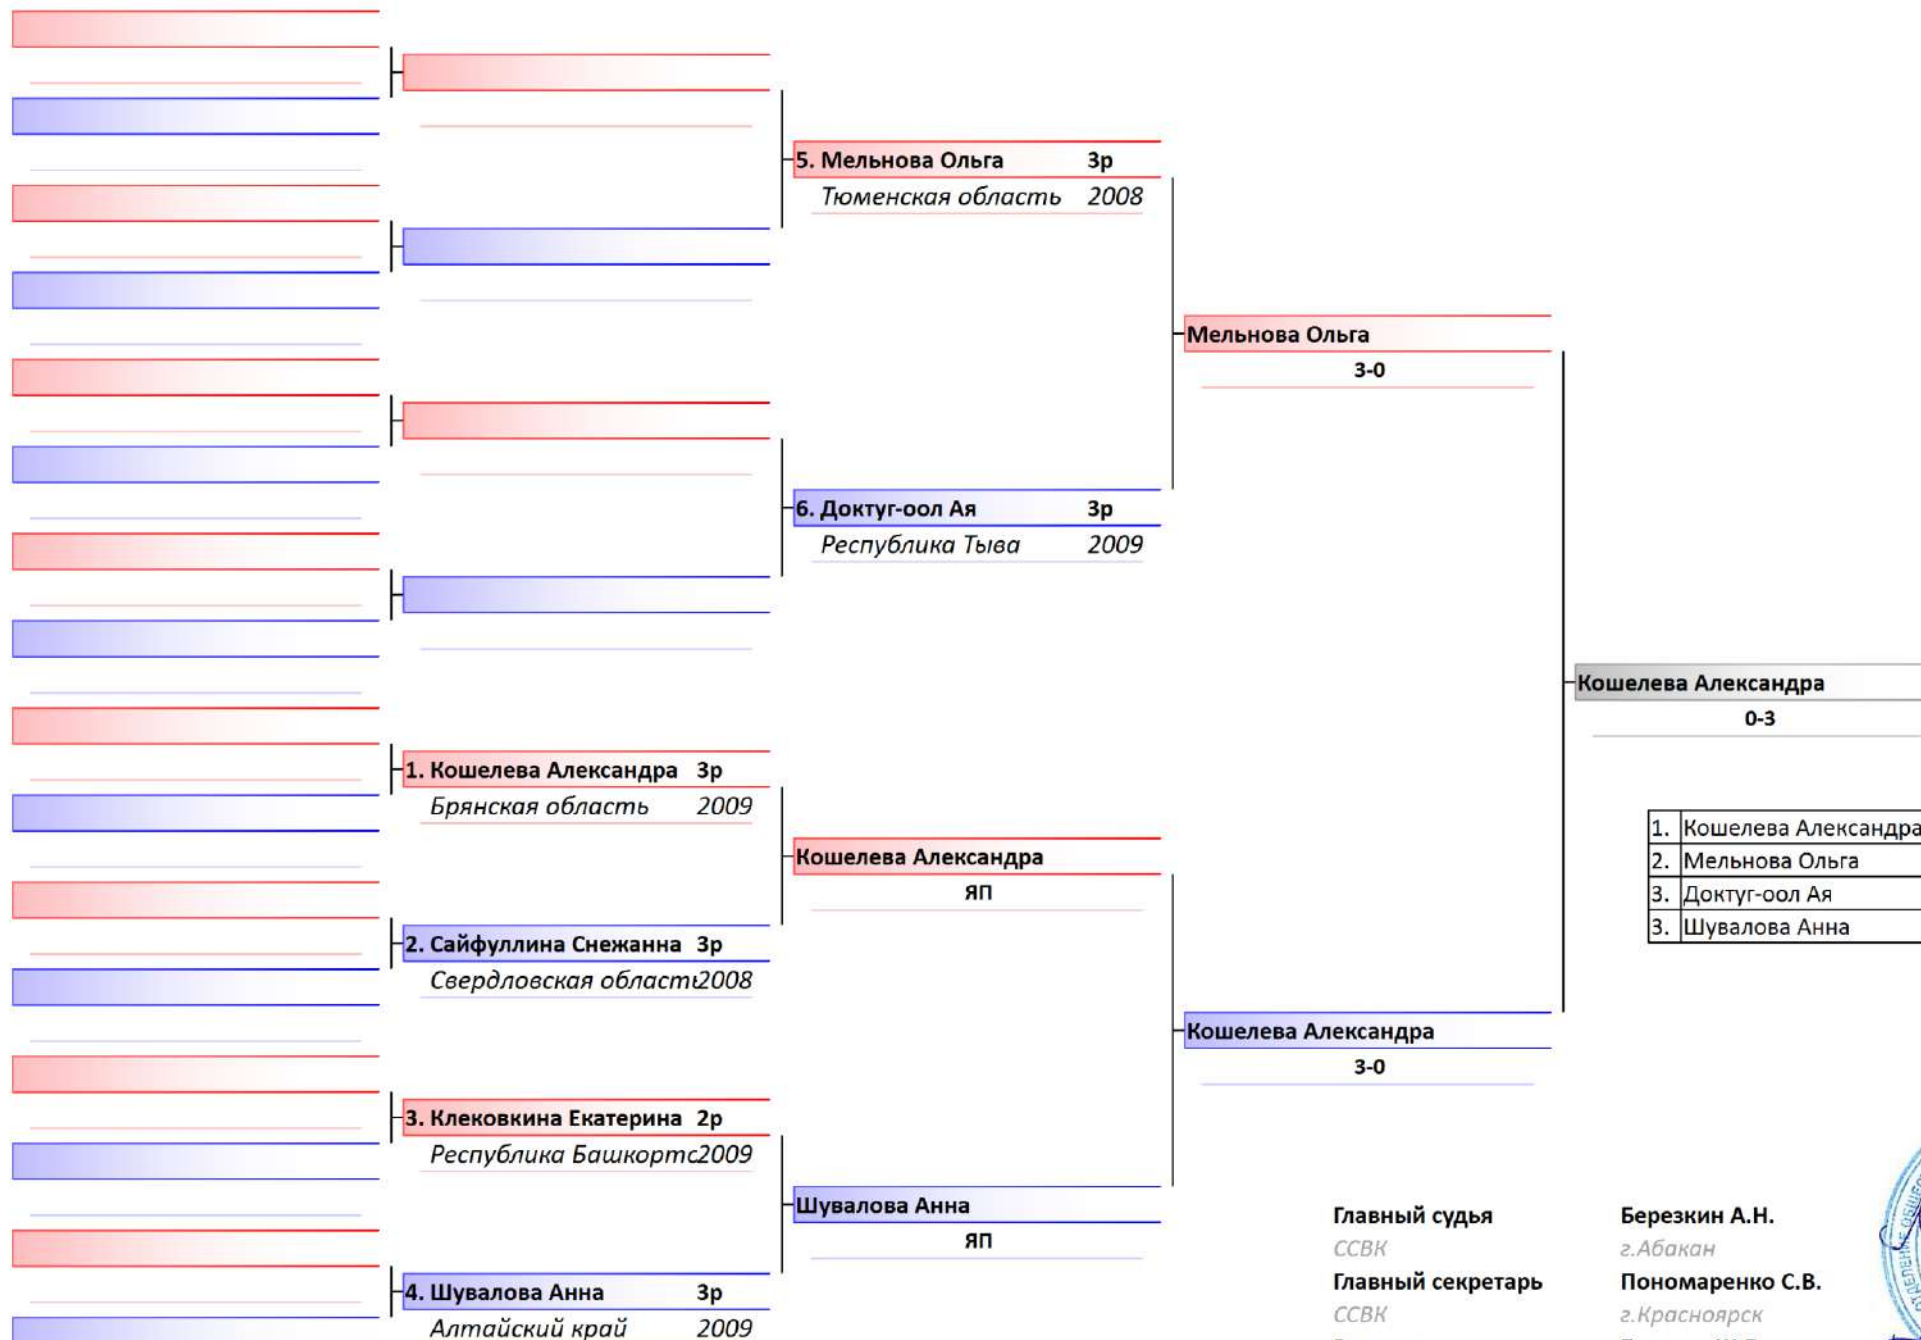 5. Мельнова Ольга 3р
Тюменская область 2008
Мельнова Ольга
3-0
6. Доктуг-оол Ая 3р
Республика Тыва 2009
Кошелева Александра
0-3
1. Кошелева Александра 3р
Брянская область 2009
Кошелева Александра
ЯП
2. Сайфуллина Снежанна 3р
Свердловская область 2008
1. Кошелева Александра
2. Мельнова Ольга
3. Доктуг-оол Ая
3. Шувалова Анна
Кошелева Александра
3-0
3. Клековкина Екатерина 2р
Республика Башкортс 2009
Шувалова Анна
ЯП
4. Шувалова Анна 3р
Алтайский край 2009
Главный судья Березкин А.Н.
ССВК г.Абакан
Главный секретарь Пономаренко С.В.
ССВК г.Красноярск